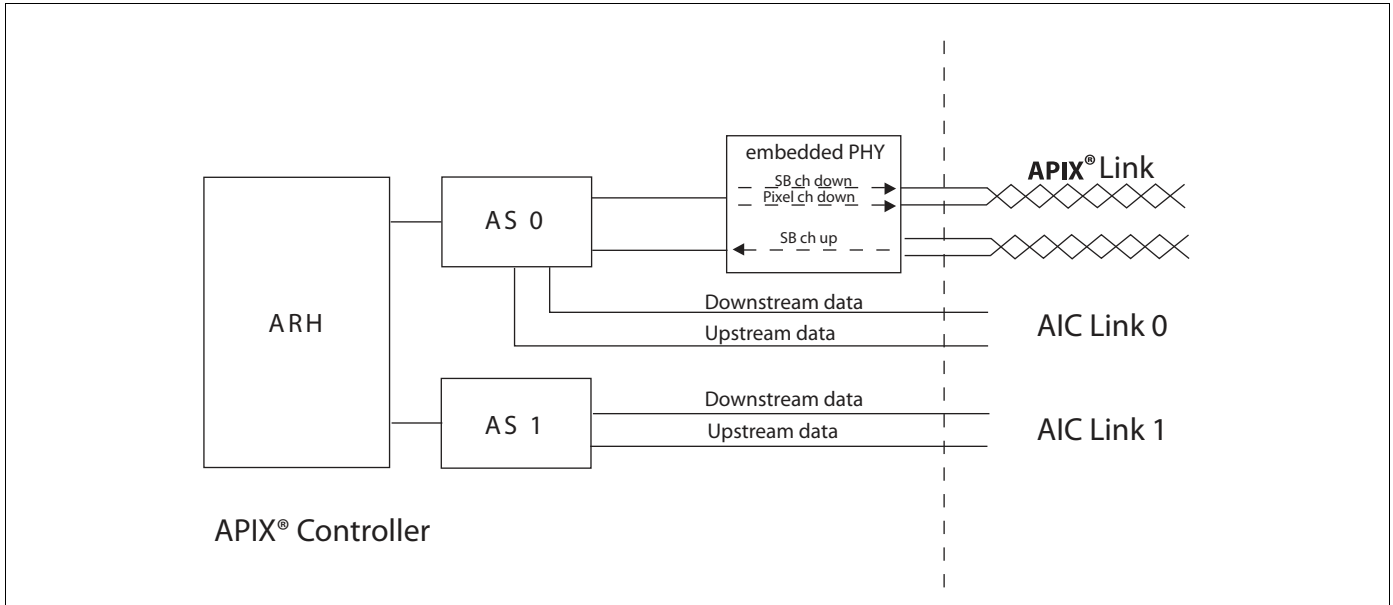 embedded PHY
SB ch down
Pixel ch down
SB ch up
APIX® Link
AS 0
ARH
Downstream data
Upstream data
AIC Link 0
AS 1
Downstream data
Upstream data
AIC Link 1
APIX® Controller